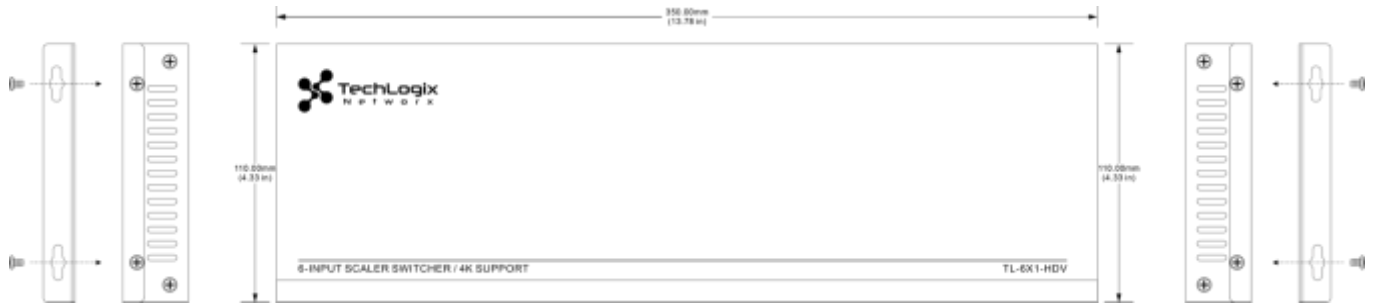 350.00mm
(13.78 in)
TechLogix
Networx
110.00mm
(4.33 in)
110.00mm
(4.33 in)
6-INPUT SCALER SWITCHER / 4K SUPPORT
TL-6X1-HDV